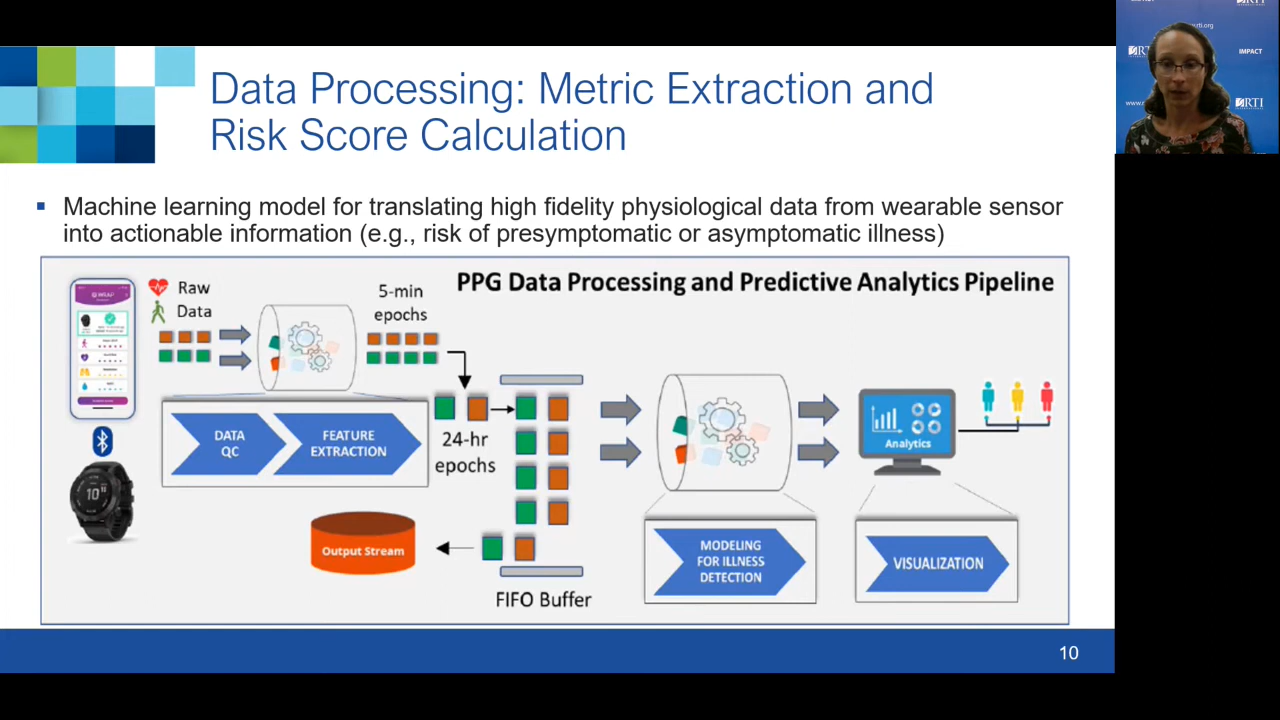 Data Processing: Metric Extraction and
Risk Score Calculation
Machine learning model for translating high fidelity physiological data from wearable sensor
into actionable information (e.g., risk of presymptomatic or asymptomatic illness)
PPG Data Processing and Predictive Analytics Pipeline
Raw
Data
5-min
epochs
DATA
QC
FEATURE
EXTRACTION
24-hr
epochs
Output Stream
FIFO Buffer
MODELING
FOR ILLNESS
DETECTION
Analytics
VISUALIZATION
10
10
IMPACT
RTI